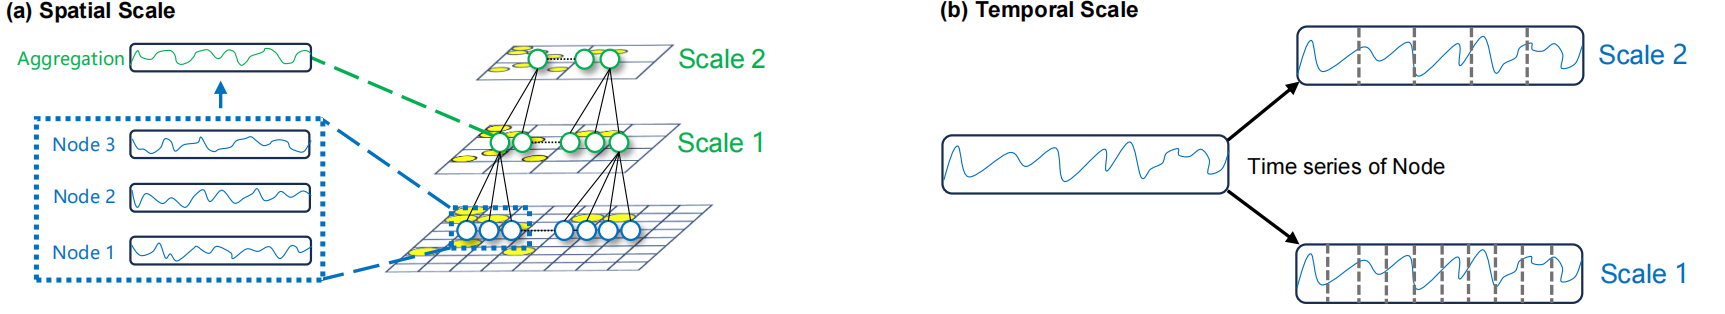 (a) Spatial Scale
Aggregation
Node 3
Node 2
Node 1
Scale 2
Scale 1
(b) Temporal Scale
Time series of Node
Scale 2
Scale 1